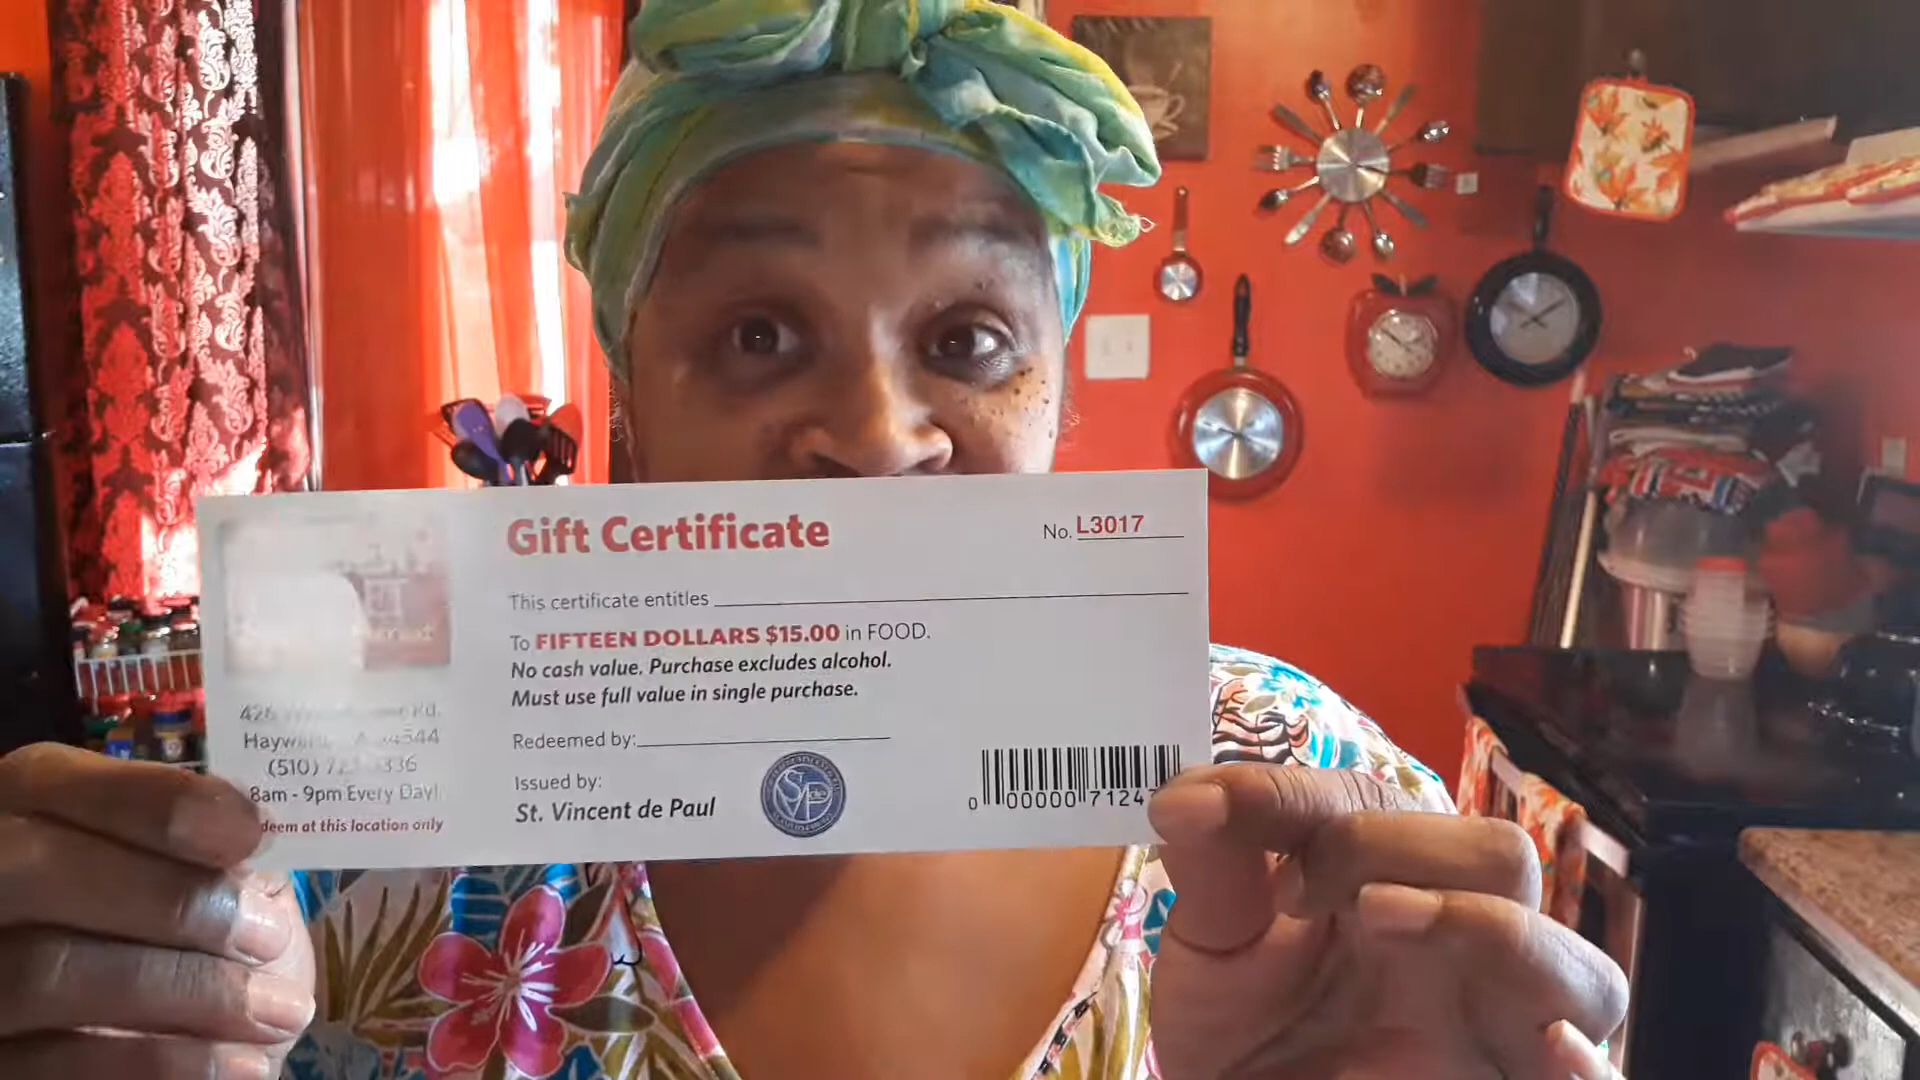 Gift Certificate
No. L3017
This certificate entitles
To FIFTEEN DOLLARS $15.00 in FOOD.
No cash value. Purchase excludes alcohol.
Must use full value in single purchase.
Redeemed by:
Issued by:
St. Vincent de Paul
Rd.
(510)
8am - 9pm Every Day!
at this location only